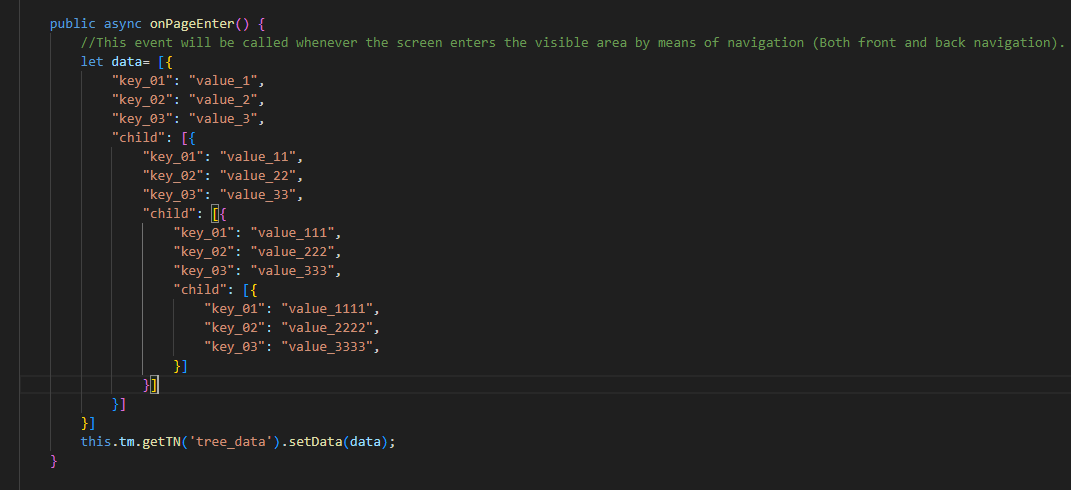 public async onPageEnter() {
//This event will be called whenever the screen enters the visible area by means of navigation (Both front and back navigation).
let data= [{
"key_01": "value_1",
"key_02": "value_2",
"key_03": "value_3",
"child": [{
"key_01": "value_11",
"key_02": "value_22",
"key_03": "value_33",
"child": [{
"key_01": "value_111",
"key_02": "value_222",
"key_03": "value_333",
"child": [{
"key_01": "value_1111",
"key_02": "value_2222",
"key_03": "value_3333",
}]
}]
}]
}]
this.tm.getTN('tree_data').setData(data);
}